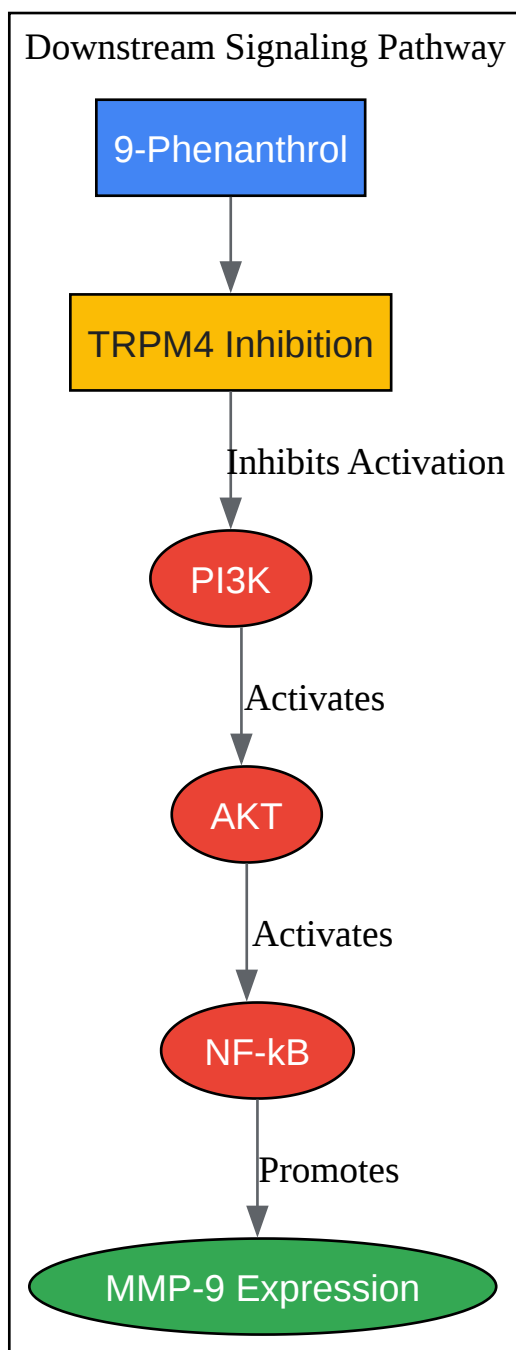 Downstream Signaling Pathway
9-Phenanthrol
TRPM4 Inhibition
Inhibits Activation
PI3K
Activates
AKT
Activates
NF-kB
Promotes
MMP-9 Expression